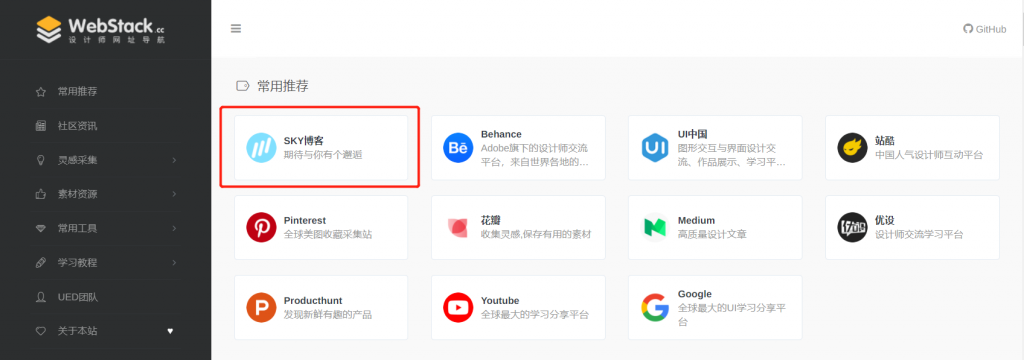 WebStack.cc
设计师网址导航
GitHub
常用推荐
社区资讯
灵感采集
素材资源
常用工具
学习教程
UED团队
关于本站
常用推荐
SKY博客
期待与你有个邂逅
Behance
Adobe旗下的设计师交流
平台，来自世界各地的...
UI中国
图形交互与界面设计交
流、作品展示、学习平...
站酷
中国人气设计师互动平台
Pinterest
全球美图收藏采集站
花瓣
收集灵感,保存有用的素材
Medium
高质量设计文章
优设
设计师交流学习平台
Producthunt
发现新鲜有趣的产品
Youtube
全球最大的学习分享平台
Google
全球最大的UI学习分享平
台